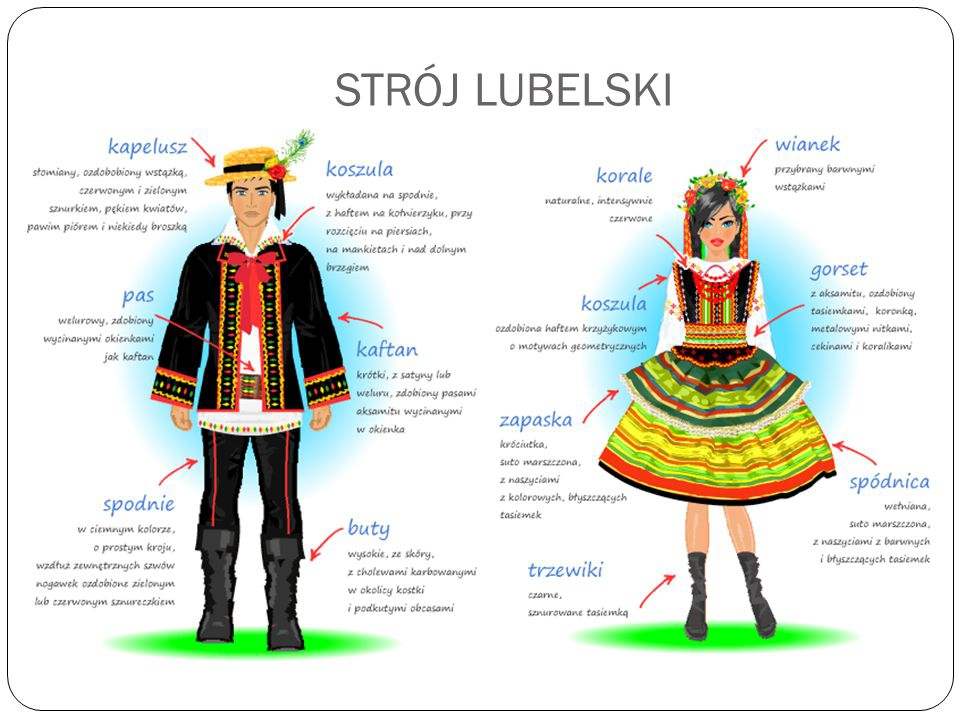 STRÓJ LUBELSKI
kapelusz
słomiany, ozdobobiony wstążką,
czerwonym i zielonym
sznurkiem, pękiem kwiatów,
pawim piórem i niekiedy broszką
koszula
wykładana na spodnie,
z haftem na kołnierzyku, przy
rozcięciu na piersiach,
na mankietach i nad dolnym
brzegiem
pas
welurowy, zdobiony
wycinanymi okienkami
jak kaftan
kaftan
krótki, z satyny lub
weluru, zdobiony pasami
aksamitu wycinanymi
w okienka
spodnie
w ciemnym kolorze,
o prostym kroju,
wzdłuż zewnętrznych szwów
nogawek ozdobione zielonym
lub czerwonym sznureczkiem
buty
wysokie, ze skóry,
z cholewami karbowanymi
w okolicy kostki
i podkutymi obcasami
wianek
przybrany barwnymi
wstążkami
korale
naturalne, intensywnie
czerwone
koszula
ozdobiona haftem krzyżykowym
o motywach geometrycznych
gorset
z aksamitu, ozdobiony
tasiemkami, koronką,
metalowymi nitkami,
cekinami i koralikami
zapaska
króciutka,
suto marszczona,
z naszyciami
z kolorowych, błyszczących
tasiemek
spódnica
wełniana,
suto marszczona,
z naszyciami z barwnych
i błyszczących tasiemek
trzewiki
czarne,
sznurowane tasiemką